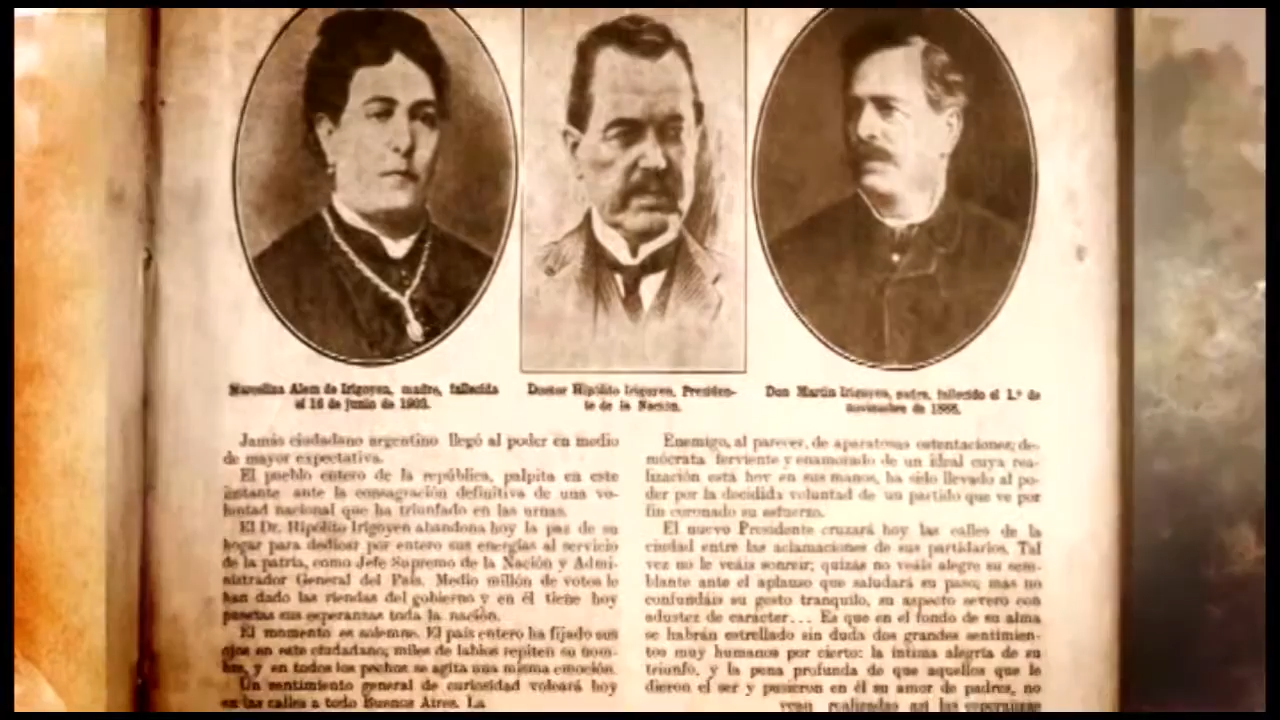 Marcelina Alem de Irigoyen, madre, fallecida
el 16 de junio de
Doctor Hipólito Irigoyen, Presiden-
te de la Nación.
Don Martín Irigoyen, padre, fallecido el 1.º de
noviembre de
Jamás ciudadano argentino llegó al poder en medio
de mayor expectativa.
El pueblo entero de la república, palpita en este
instante ante la consagración definitiva de una vo-
luntad nacional que ha triunfado en las urnas.
El Dr. Hipólito Irigoyen abandona hoy la paz de su
hogar para dedicar por entero sus energías al servicio
de la patria, como Jefe Supremo de la Nación y Admi-
nistrador General del País. Medio millón de votos le
han dado las riendas del gobierno y en él tiene hoy
puestas sus esperanzas toda la nación.
El momento es solemne. El país entero ha fijado sus
ojos en este ciudadano; miles de labios repiten su nom-
bre, y en todos los pechos se agita una misma emoción.
Un sentimiento general de curiosidad volcará hoy
en las calles a todo Buenos Aires. La
Enemigo, al parecer, de aparatosas ostentaciones; de-
mócrata ferviente y enamorado de un ideal cuya rea-
lización está hoy en sus manos, ha sido llevado al po-
der por la decidida voluntad de un partido que ve por
fin coronado su esfuerzo.
El nuevo Presidente cruzará hoy las calles de la
ciudad entre las aclamaciones de sus partidarios. Tal
vez no le veáis sonreir; quizás no veáis alegre su sem-
blante ante el aplauso que saludará su paso; mas no
confundáis su gesto tranquilo, su aspecto severo con
adustez de carácter... Es que en el fondo de su alma
se habrán estrellado sin duda dos grandes sentimien-
tos muy humanos por cierto: la íntima alegría de su
triunfo, y la pena profunda de que aquellos que le
dieron el ser y pusieron en él su amor de padres, no
vean realizadas así las esperanzas